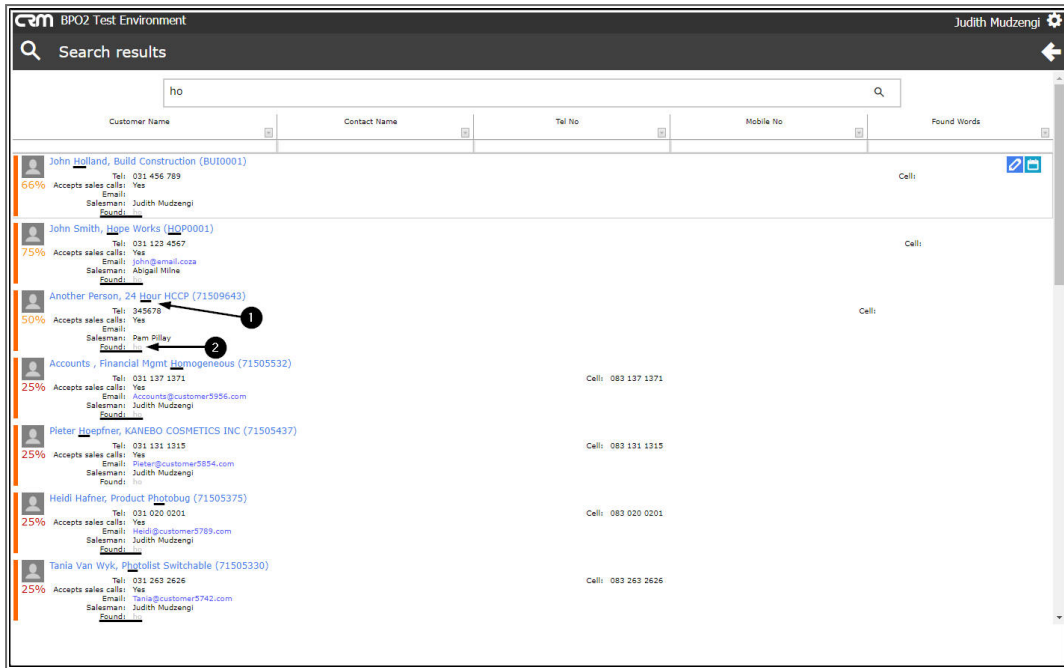 CRM BPO2 Test Environment Judith Mudzengi
Search results
ho
Customer Name Contact Name Tel No Mobile No Found Words
John Holland, Build Construction (BUI0001)
Tel: 031 456 789 Cell:
66% Accepts sales calls: Yes
Email:
Salesman: Judith Mudzengi
Found: ho
John Smith, Hope Works (HOP0001)
Tel: 031 123 4567 Cell:
75% Accepts sales calls: Yes
Email: john@email.coza
Salesman: Abigail Milne
Found: ho
Another Person, 24 Hour HCCP (71509643)
Tel: 345678 Cell:
1
50% Accepts sales calls: Yes
Email:
Salesman: Pam Pillay
Found: ho 2
Accounts , Financial Mgmt Homogeneous (71505532)
Tel: 031 137 1371 Cell: 083 137 1371
25% Accepts sales calls: Yes
Email: Accounts@customer5956.com
Salesman: Judith Mudzengi
Found: ho
Pieter Hoepfner, KANEBO COSMETICS INC (71505437)
Tel: 031 131 1315 Cell: 083 131 1315
25% Accepts sales calls: Yes
Email: Pieter@customer5854.com
Salesman: Judith Mudzengi
Found: ho
Heidi Hafner, Product Photobug (71505375)
Tel: 031 020 0201 Cell: 083 020 0201
25% Accepts sales calls: Yes
Email: Heidi@customer5789.com
Salesman: Judith Mudzengi
Found: ho
Tania Van Wyk, Photolist Switchable (71505330)
Tel: 031 263 2626 Cell: 083 263 2626
25% Accepts sales calls: Yes
Email: Tania@customer5742.com
Salesman: Judith Mudzengi
Found: ho